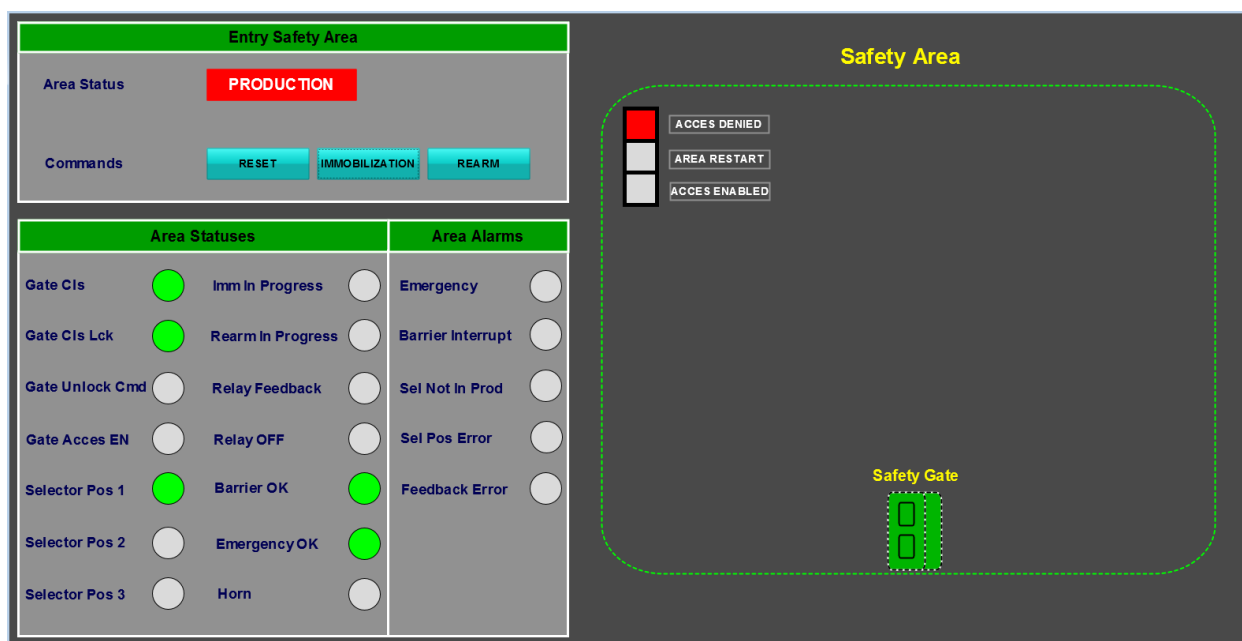 Entry Safety Area
Area Status
PRODUCTION
Commands
RESET
IMMOBILIZATION
REARM
Area Statuses
Area Alarms
Gate Cls
Imm In Progress
Emergency
Gate Cls Lck
Rearm In Progress
Barrier Interrupt
Gate Unlock Cmd
Relay Feedback
Sel Not In Prod
Gate Acces EN
Relay OFF
Sel Pos Error
Selector Pos 1
Barrier OK
Feedback Error
Selector Pos 2
Emergency OK
Selector Pos 3
Horn
Safety Area
ACCES DENIED
AREA RESTART
ACCES ENABLED
Safety Gate